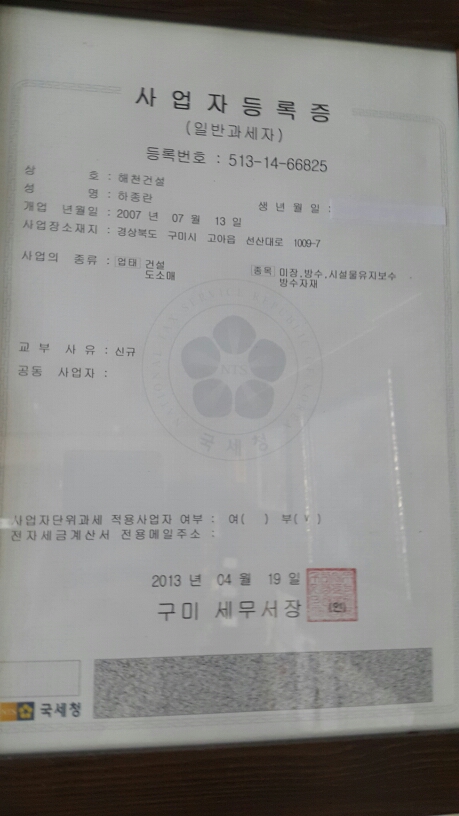 사업자등록증
(일반과세자)
등록번호 : 513-14-66825
상 호 : 해천건설
성 명 : 하종란 생 년 월 일 :
개업 년월일 : 2007 년 07 월 13 일
사업장소재지 : 경상북도 구미시 고아읍 선산대로 1009-7
사업의 종류 : 업태 건설 종목 미장,방수,시설물유지보수
도소매 방수자재
NTS
국세청
교 부 사 유 : 신규
공동 사업자 :
사업자단위과세 적용사업자 여부 : 여( ) 부(v)
전자세금계산서 전용메일주소 :
2013 년 04 월 19 일
구미 세무서장 (인)
NTS 국세청